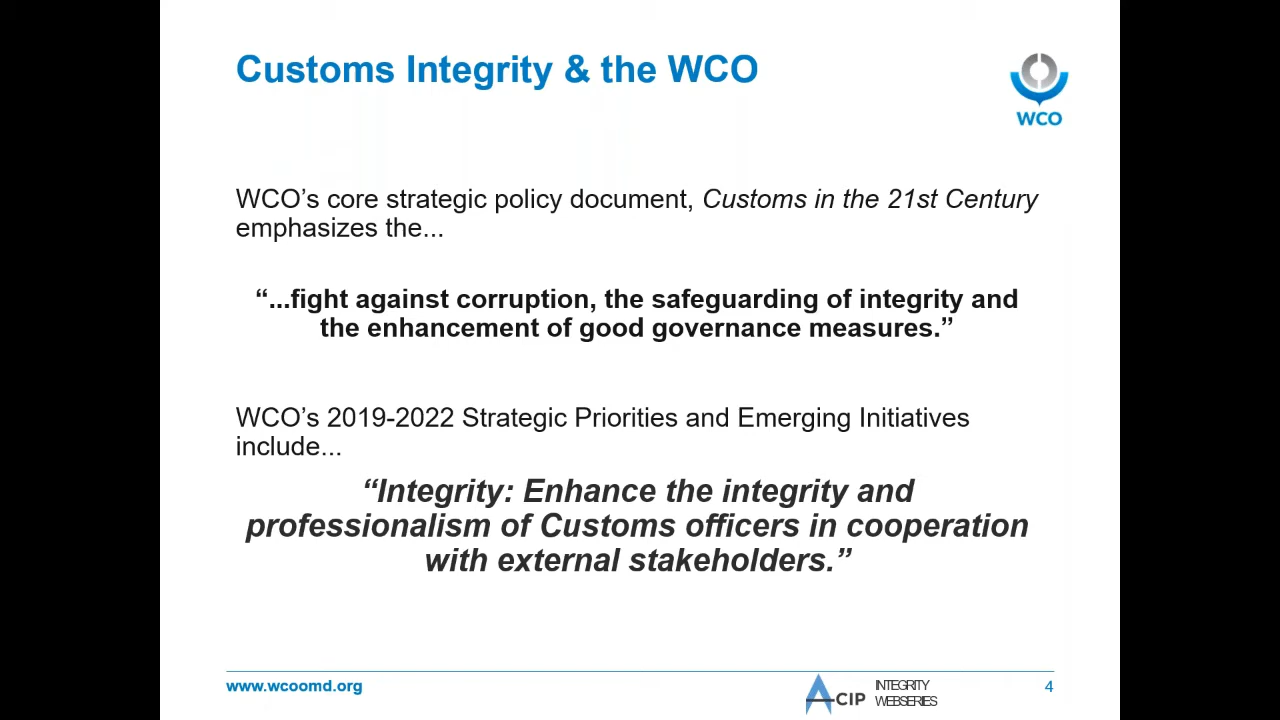 Customs Integrity & the WCO
WCO
WCO’s core strategic policy document, Customs in the 21st Century
emphasizes the...
“...fight against corruption, the safeguarding of integrity and
the enhancement of good governance measures.”
WCO’s 2019-2022 Strategic Priorities and Emerging Initiatives
include...
“Integrity: Enhance the integrity and
professionalism of Customs officers in cooperation
with external stakeholders.”
www.wcoomd.org
ACIP
INTEGRITY
WEBSERIES
4